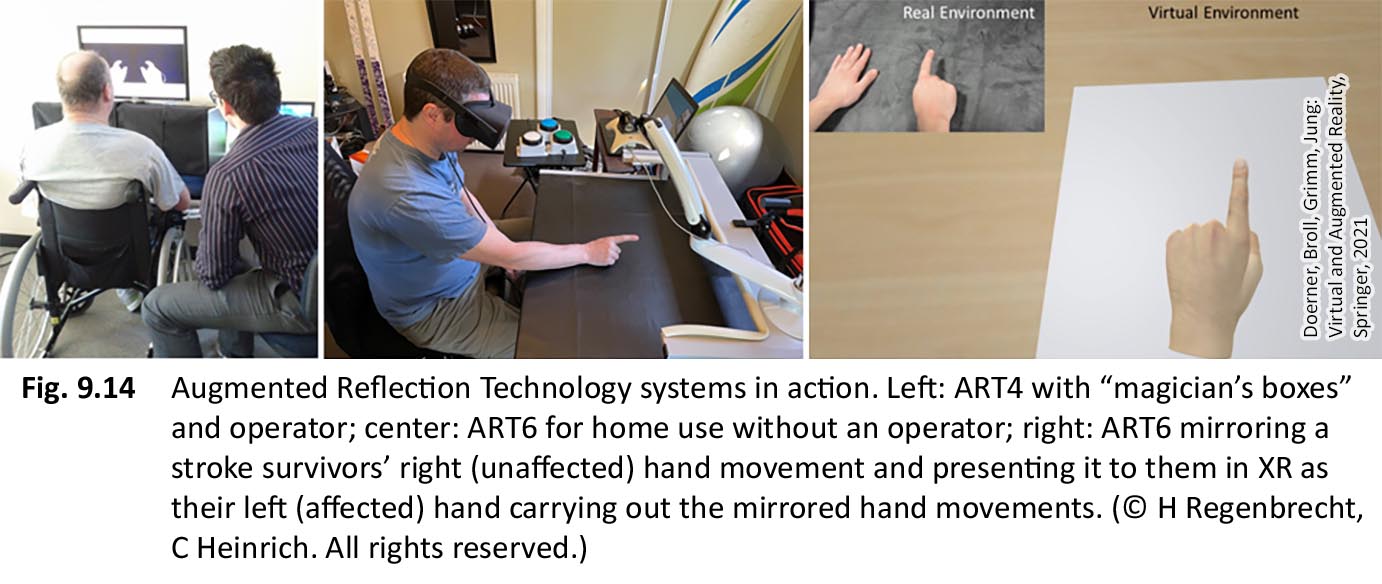 Real Environment
Virtual Environment
Doerner, Broll, Grimm, Jung:
Virtual and Augmented Reality,
Springer, 2021
Fig. 9.14 Augmented Reflection Technology systems in action. Left: ART4 with “magician’s boxes”
and operator; center: ART6 for home use without an operator; right: ART6 mirroring a
stroke survivors’ right (unaffected) hand movement and presenting it to them in XR as
their left (affected) hand carrying out the mirrored hand movements. (© H Regenbrecht,
C Heinrich. All rights reserved.)